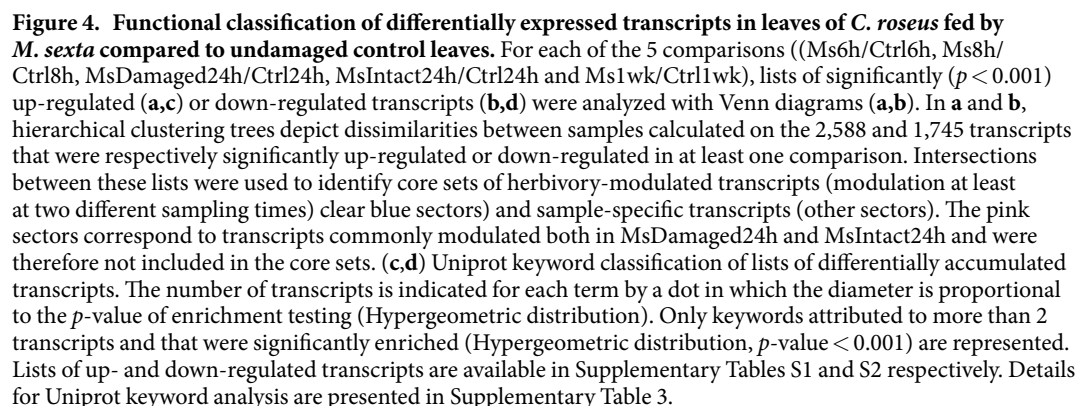 Figure 4. Functional classification of differentially expressed transcripts in leaves of C. roseus fed by
M. sexta compared to undamaged control leaves. For each of the 5 comparisons ((Ms6h/Ctrl6h, Ms8h/
Ctrl8h, MsDamaged24h/Ctrl24h, MsIntact24h/Ctrl24h and Ms1wk/Ctrl1wk), lists of significantly (p < 0.001)
up-regulated (a,c) or down-regulated transcripts (b,d) were analyzed with Venn diagrams (a,b). In a and b,
hierarchical clustering trees depict dissimilarities between samples calculated on the 2,588 and 1,745 transcripts
that were respectively significantly up-regulated or down-regulated in at least one comparison. Intersections
between these lists were used to identify core sets of herbivory-modulated transcripts (modulation at least
at two different sampling times) clear blue sectors) and sample-specific transcripts (other sectors). The pink
sectors correspond to transcripts commonly modulated both in MsDamaged24h and MsIntact24h and were
therefore not included in the core sets. (c,d) Uniprot keyword classification of lists of differentially accumulated
transcripts. The number of transcripts is indicated for each term by a dot in which the diameter is proportional
to the p-value of enrichment testing (Hypergeometric distribution). Only keywords attributed to more than 2
transcripts and that were significantly enriched (Hypergeometric distribution, p-value < 0.001) are represented.
Lists of up- and down-regulated transcripts are available in Supplementary Tables S1 and S2 respectively. Details
for Uniprot keyword analysis are presented in Supplementary Table 3.